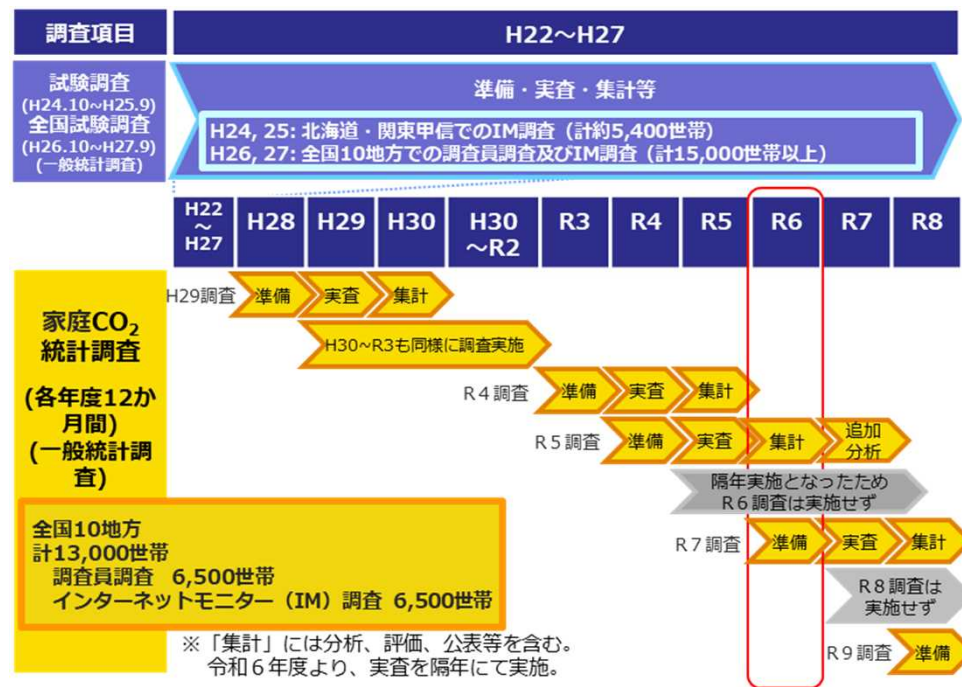 調査項目
H22～H27
試験調査
(H24.10～H25.9)
全国試験調査
(H26.10～H27.9)
(一般統計調査)
準備・実査・集計等
H24, 25: 北海道・関東甲信でのIM調査（計約5,400世帯）
H26, 27: 全国10地方での調査員調査及びIM調査（計15,000世帯以上）
H22
～
H27
H28
H29
H30
H30
～R2
R3
R4
R5
R6
R7
R8
家庭CO₂
統計調査
(各年度12か
月間)
(一般統計調
査)
H29調査
準備
実査
集計
H30～R3も同様に調査実施
R４調査
準備
実査
集計
R５調査
準備
実査
集計
追加
分析
隔年実施となったため
R６調査は実施せず
R７調査
準備
実査
集計
R８調査は
実施せず
R９調査
準備
全国10地方
計13,000世帯
調査員調査 6,500世帯
インターネットモニター（IM）調査 6,500世帯
※「集計」には分析、評価、公表等を含む。
令和６年度より、実査を隔年にて実施。